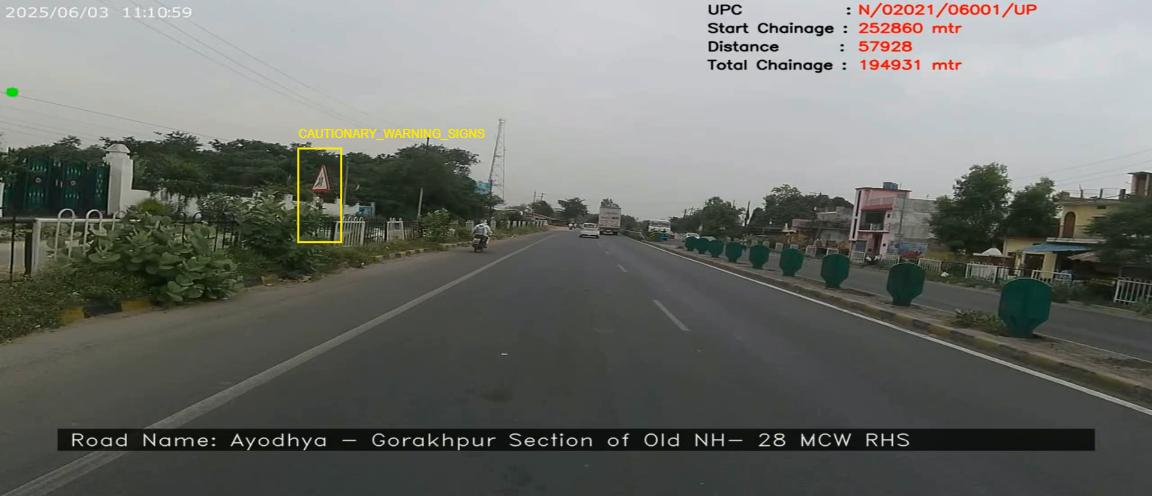 2025/06/03 11:10:59
UPC : N/02021/06001/UP
Start Chainage : 252860 mtr
Distance : 57928
Total Chainage : 194931 mtr
CAUTIONARY_WARNING_SIGNS
Road Name: Ayodhya - Gorakhpur Section of Old NH- 28 MCW RHS